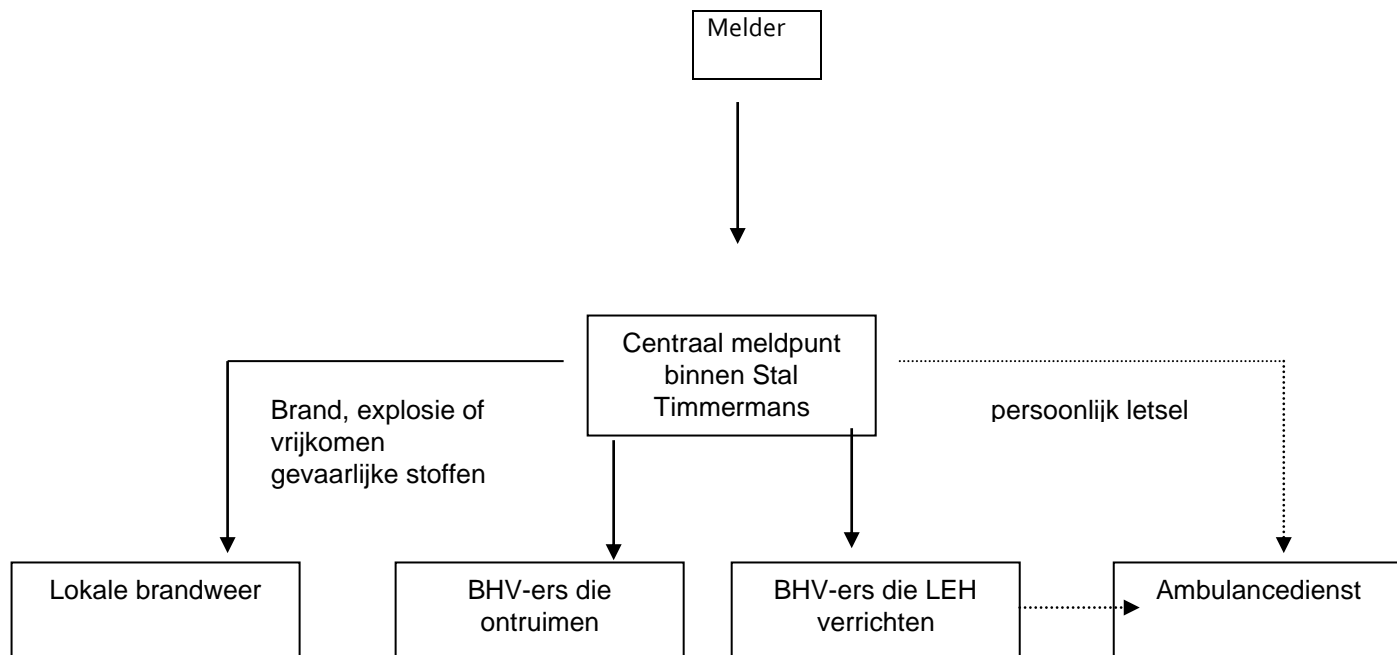 Melder
Centraal meldpunt
binnen Stal
Timmermans
Brand, explosie of
vrijkomen
gevaarlijke stoffen
persoonlijk letsel
Lokale brandweer
BHV-ers die
ontruimen
BHV-ers die LEH
verrichten
Ambulancedienst